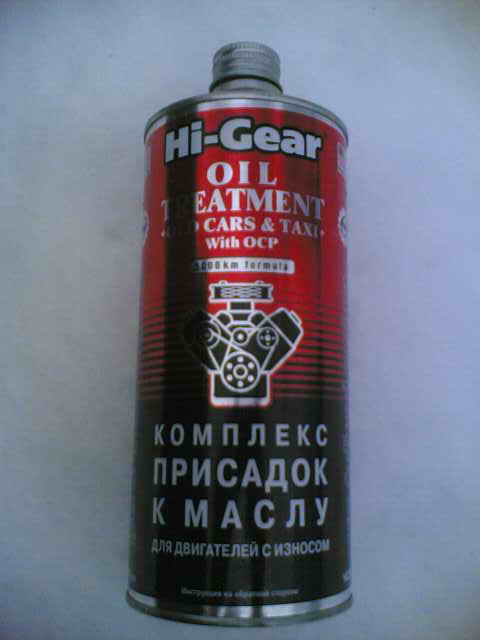 Hi-Gear
OIL
TREATMENT
OLD CARS & TAXI
With OCP
km formula
КОМПЛЕКС
ПРИСАДОК
К МАСЛУ
ДЛЯ ДВИГАТЕЛЕЙ С ИЗНОСОМ
Инструкция на обратной стороне